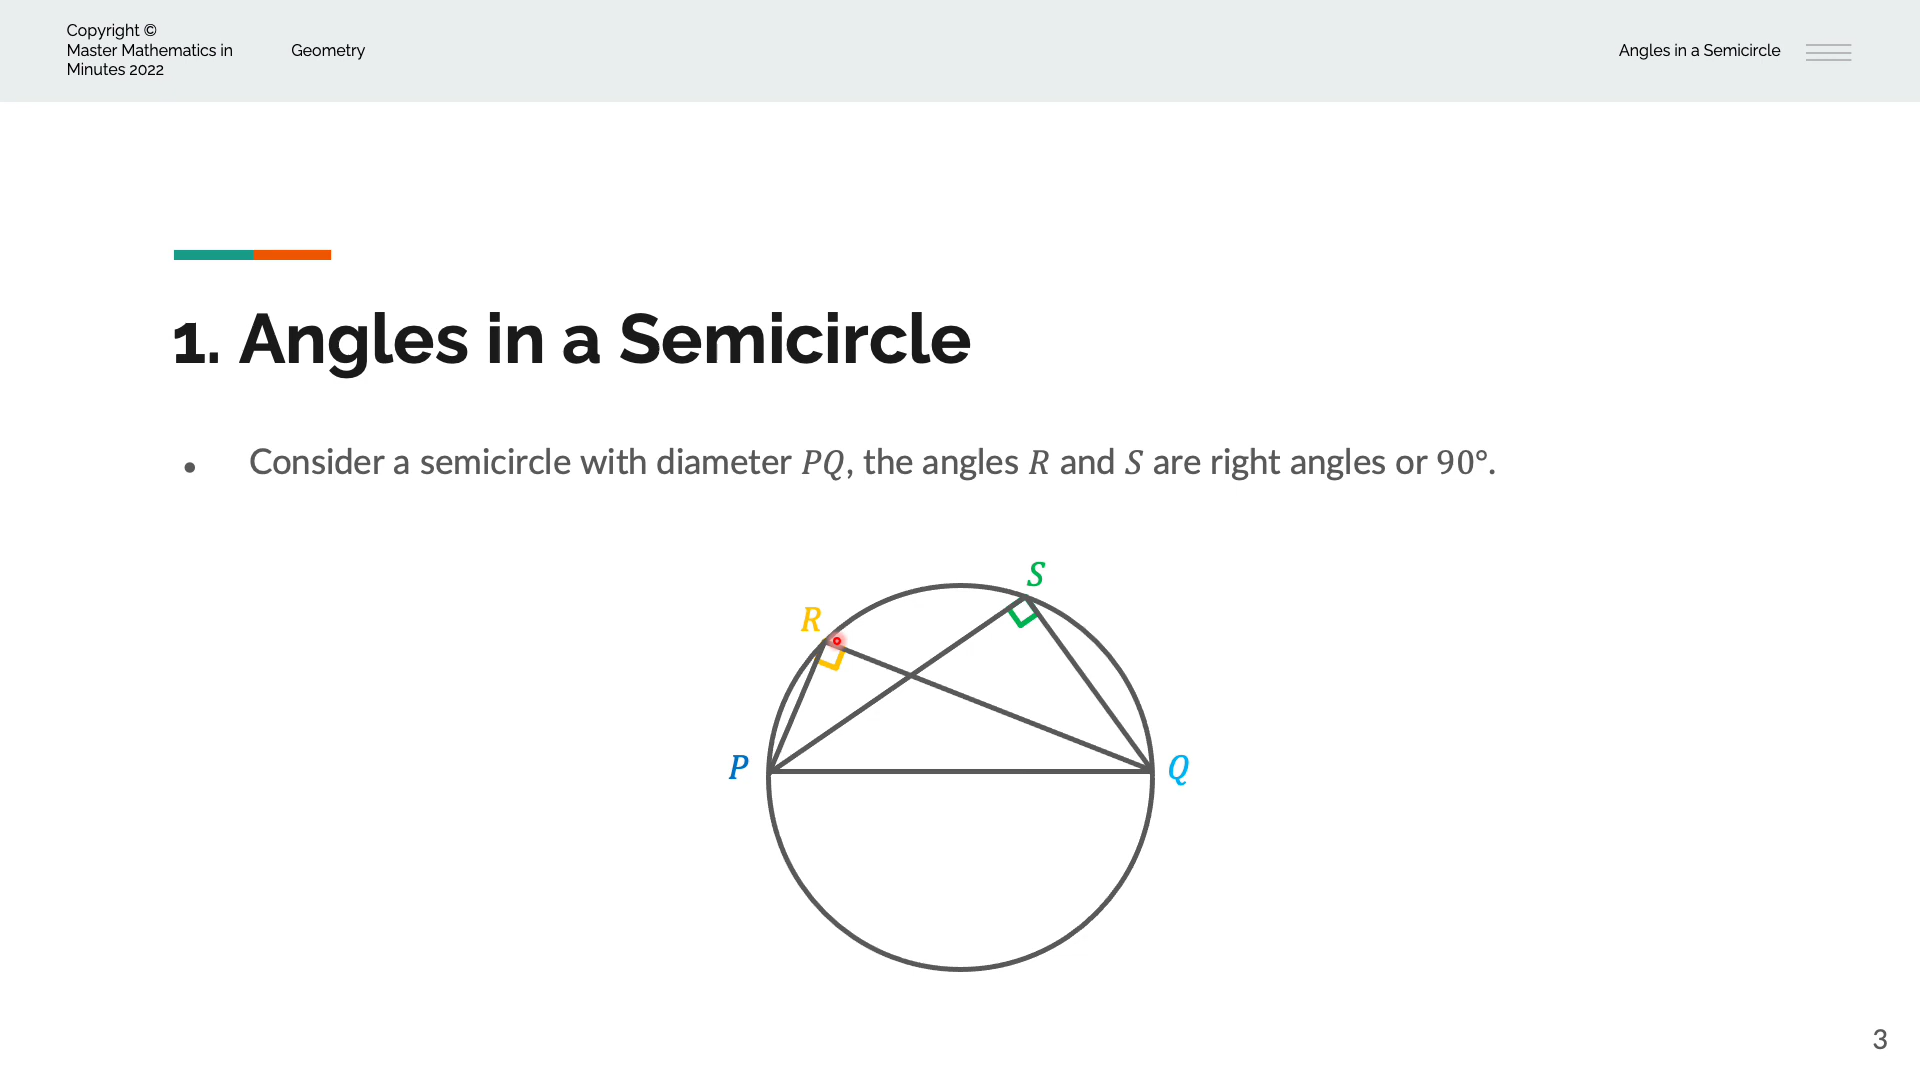 Copyright ©
Master Mathematics in
Minutes 2022
Geometry
Angles in a Semicircle
1. Angles in a Semicircle
• Consider a semicircle with diameter 𝑃𝑄, the angles 𝑅 and 𝑆 are right angles or 90°.
S
R
P
Q
3